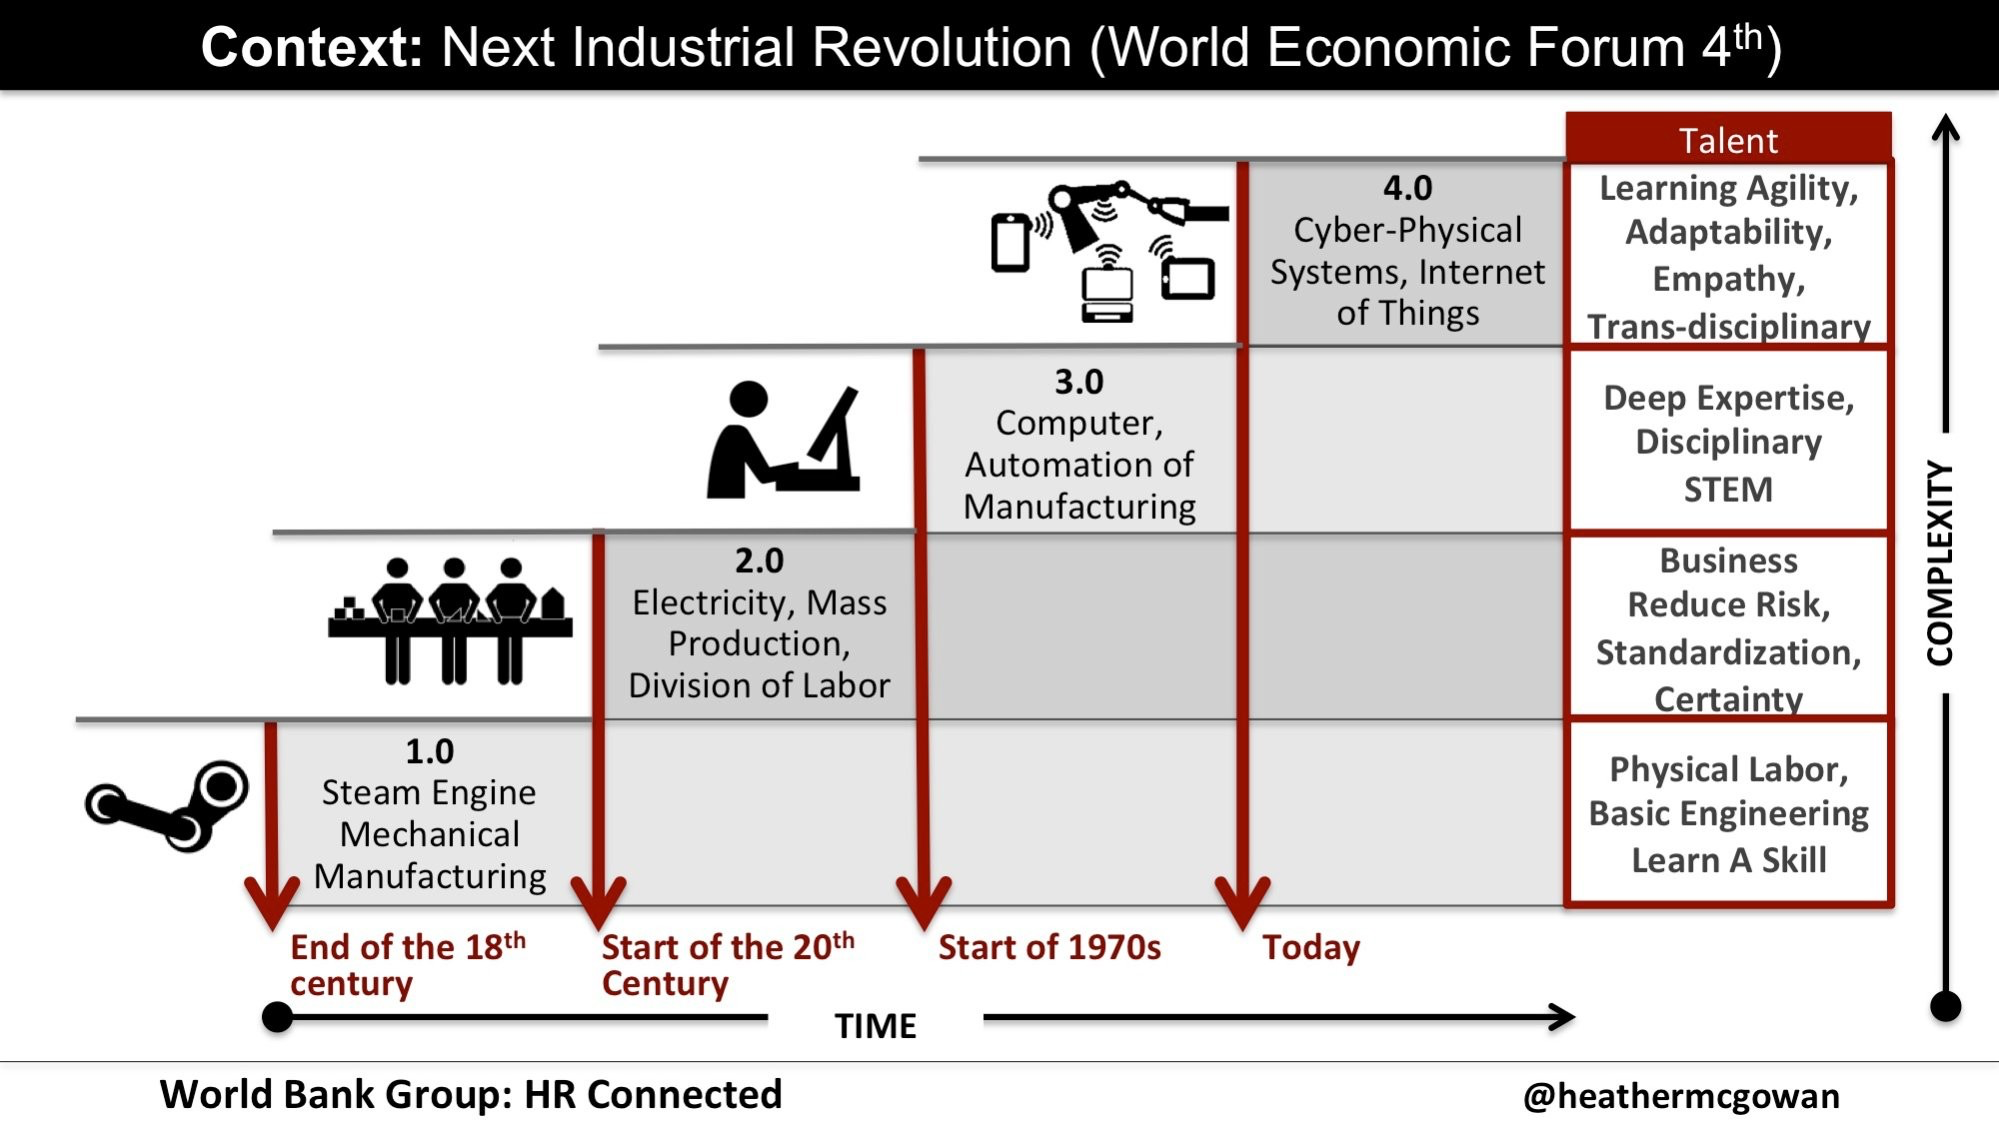 Context: Next Industrial Revolution (World Economic Forum 4th)
Talent
4.0
Cyber-Physical
Systems, Internet
of Things
Learning Agility,
Adaptability,
Empathy,
Trans-disciplinary
3.0
Computer,
Automation of
Manufacturing
Deep Expertise,
Disciplinary
STEM
2.0
Electricity, Mass
Production,
Division of Labor
Business
Reduce Risk,
Standardization,
Certainty
1.0
Steam Engine
Mechanical
Manufacturing
Physical Labor,
Basic Engineering
Learn A Skill
COMPLEXITY
End of the 18th
century
Start of the 20th
Century
Start of 1970s
Today
TIME
World Bank Group: HR Connected
@heathermcgowan